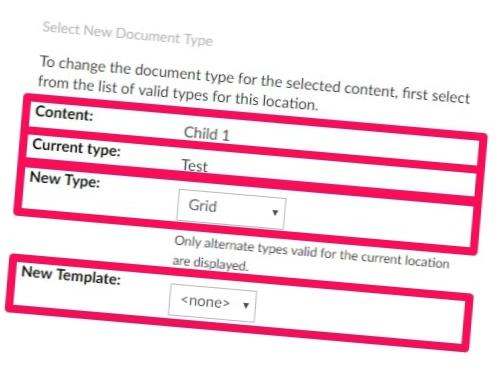 Select New Document Type
To change the document type for the selected content, first select
from the list of valid types for this location.
Content:
Child 1
Current type:
Test
New Type:
Grid
Only alternate types valid for the current location
are displayed.
New Template:
<none>